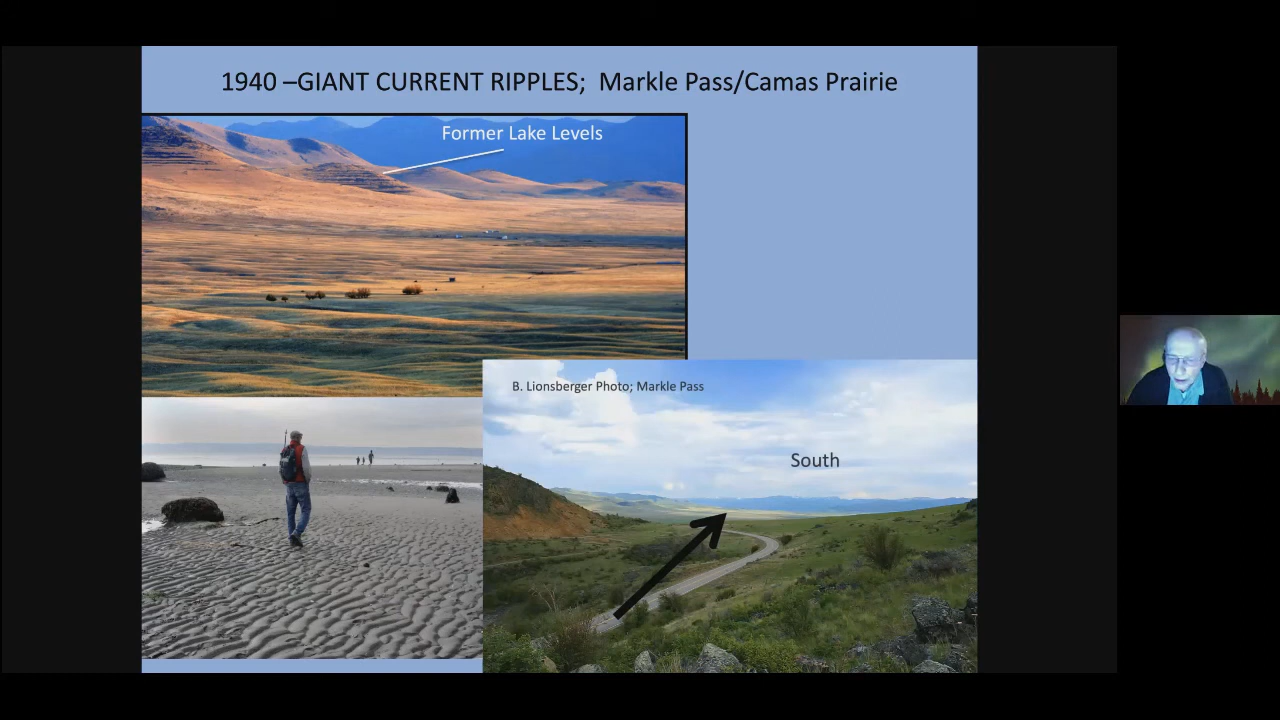 1940 –GIANT CURRENT RIPPLES;  Markle Pass/Camas Prairie
Former Lake Levels
B. Lionsberger Photo; Markle Pass
South